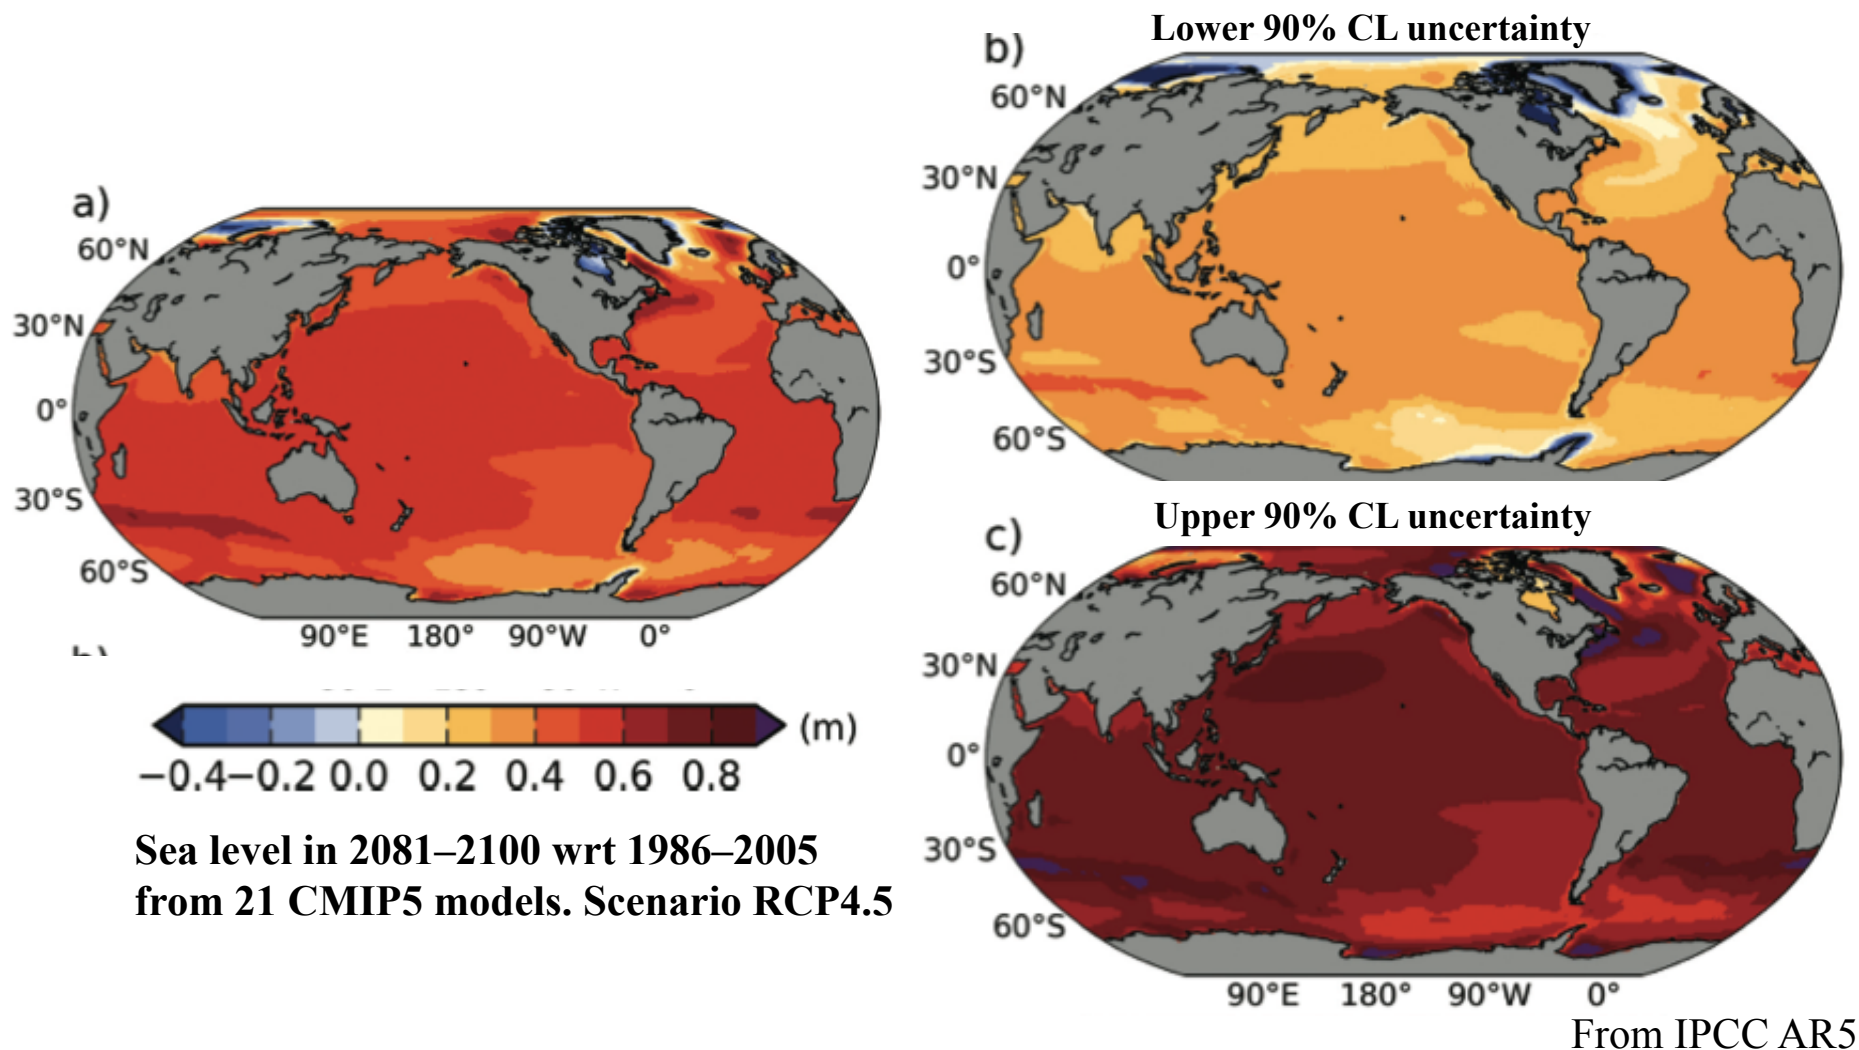 Lower 90% CL uncertainty
b)
60°N
30°N
0°
30°S
60°S
a)
60°N
30°N
0°
30°S
60°S
90°E 180° 90°W 0°
(m)
−0.4 −0.2 0.0 0.2 0.4 0.6 0.8
Sea level in 2081–2100 wrt 1986–2005
from 21 CMIP5 models. Scenario RCP4.5
Upper 90% CL uncertainty
c)
60°N
30°N
0°
30°S
60°S
90°E 180° 90°W 0°
From IPCC AR5